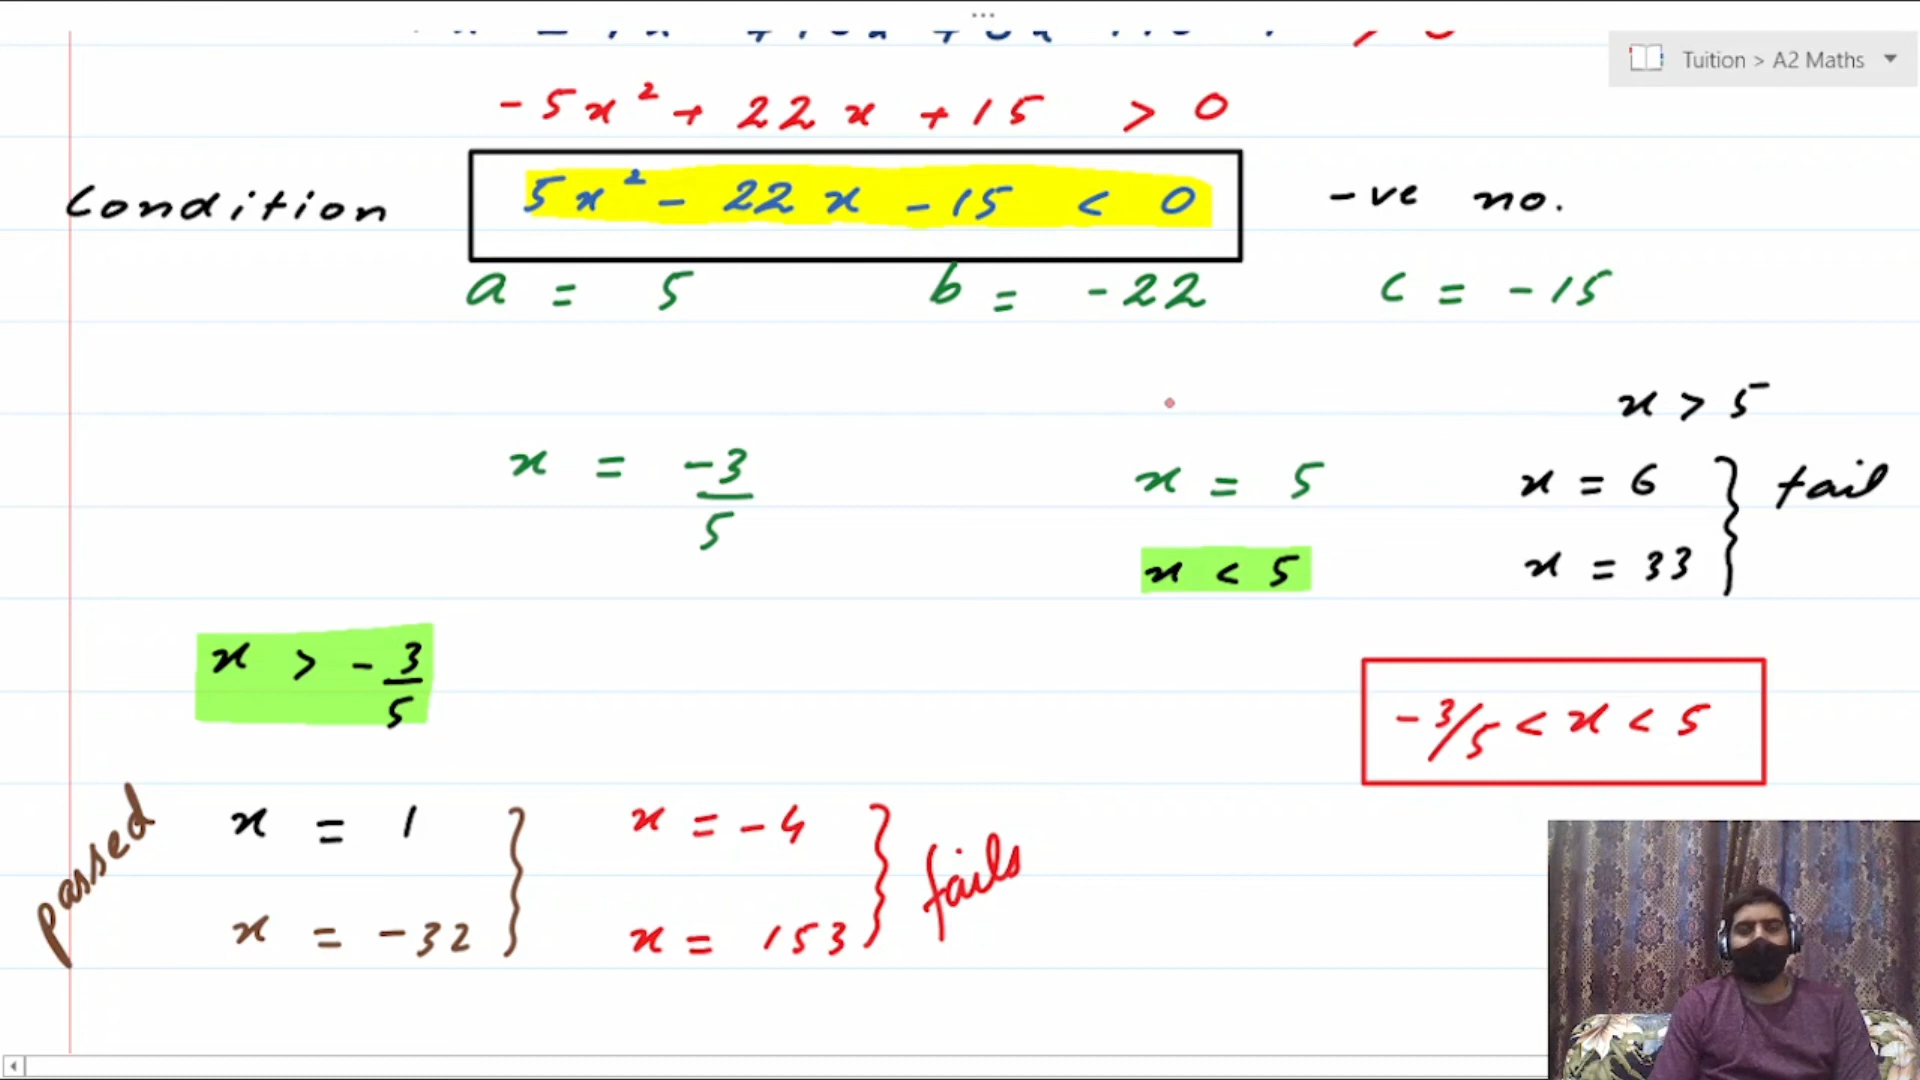 ...
Tuition > A2 Maths
-5x² + 22x + 15 > 0
Condition 5x² - 22x - 15 < 0 -ve no.
a = 5 b = -22 c = -15
x > 5
x = -3/5 x = 5 x = 6 } fail
x < 5 x = 33
x > -3/5
-3/5 < x < 5
passed x = 1 } x = -4 } fails
x = -32 x = 153